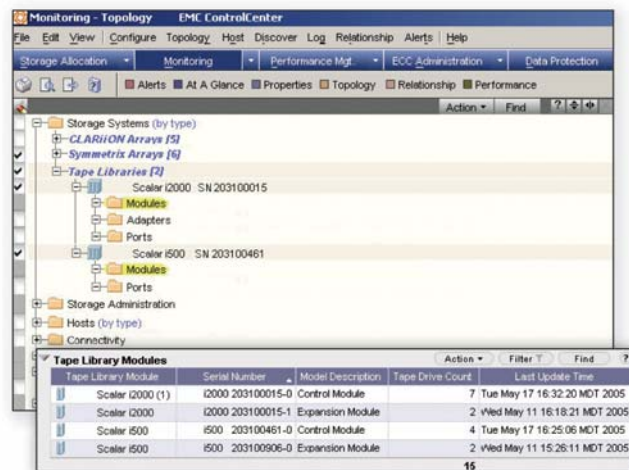 Monitoring - Topology EMC ControlCenter
File Edit View Configure Topology Host Discover Log Relationship Alerts Help
Storage Allocation Monitoring Performance Mgt. ECC Administration Data Protection
Alerts At A Glance Properties Topology Relationship Performance
Action Find ?
Storage Systems (by type)
CLARiiON Arrays [5]
Symmetrix Arrays [6]
Tape Libraries [2]
Scalar i2000 SN 203100015
Modules
Adapters
Ports
Scalar i500 SN 203100461
Modules
Ports
Storage Administration
Hosts (by type)
Connectivity
Tape Library Modules Action Filter Find ?
Tape Library Module Serial Number Model Description Tape Drive Count Last Update Time
Scalar i2000 (1) i2000 203100015-0 Control Module 7 Tue May 17 16:32:20 MDT 2005
Scalar i2000 i2000 203100015-1 Expansion Module 2 Wed May 11 16:18:21 MDT 2005
Scalar i500 i500 203100461-0 Control Module 4 Tue May 17 16:25:06 MDT 2005
Scalar i500 i500 203100906-0 Expansion Module 2 Wed May 11 15:26:11 MDT 2005
15